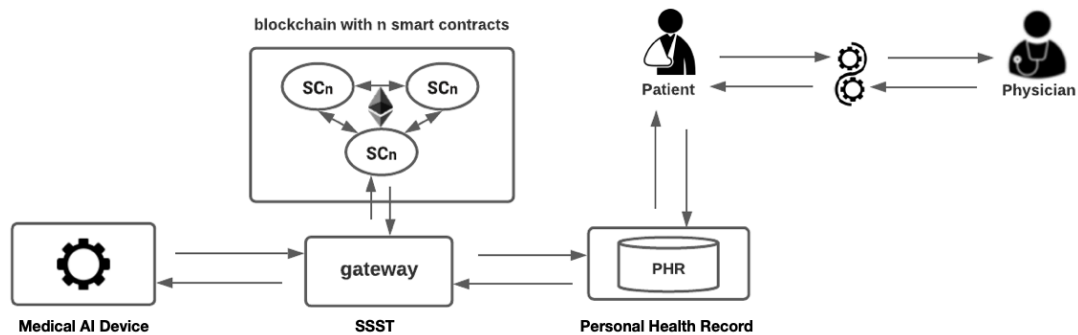 blockchain with n smart contracts
SCn
SCn
SCn
Patient
Physician
gateway
PHR
Medical AI Device
SSST
Personal Health Record